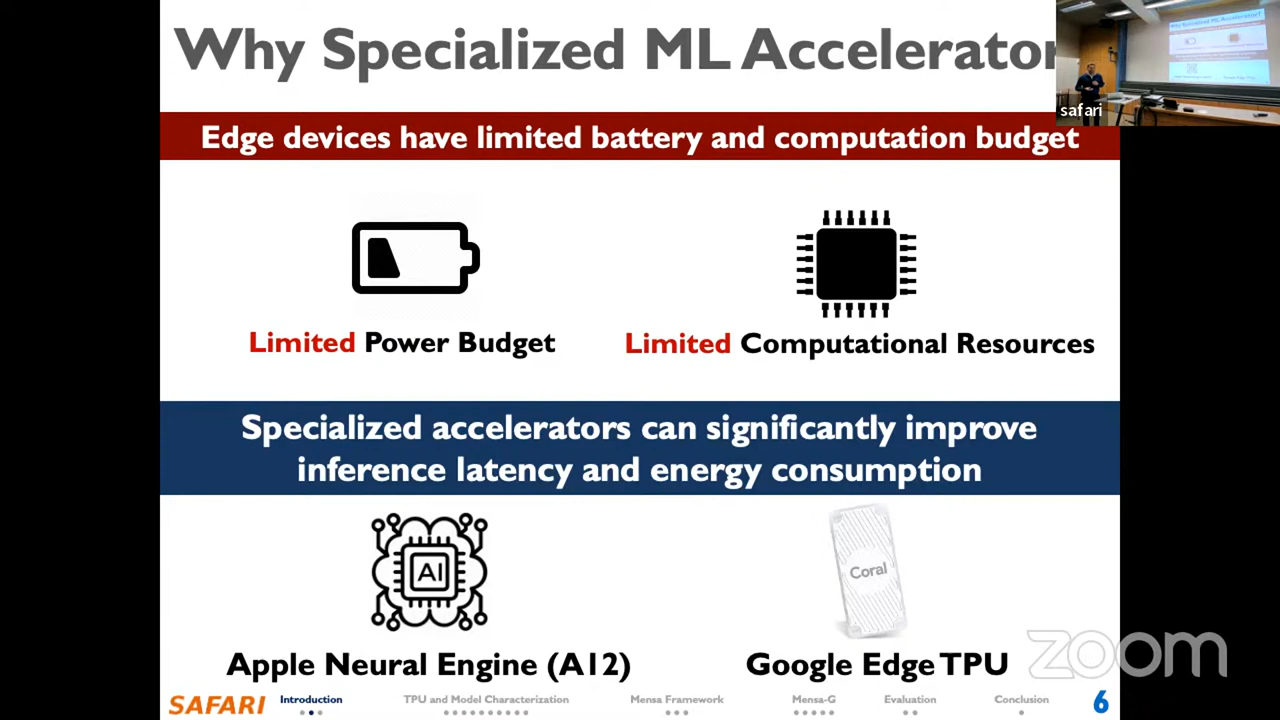 Why Specialized ML Accelerator
safari
Edge devices have limited battery and computation budget
Limited Power Budget
Limited Computational Resources
Specialized accelerators can significantly improve
inference latency and energy consumption
AI
Coral
Apple Neural Engine (A12)
Google Edge TPU
zoom
SAFARI
Introduction
TPU and Model Characterization
Mensa Framework
Mensa-G
Evaluation
Conclusion
6